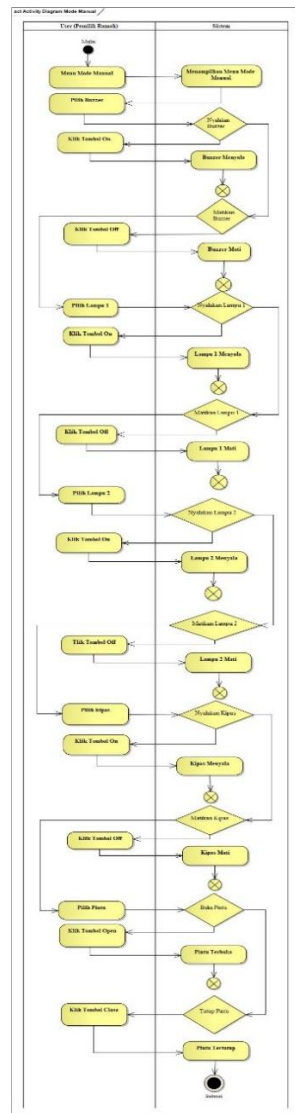 act Activity Diagram Mode Manual
User (Pemilik Rumah)
Sistem
Mulai
Menu Mode Manual
Menampilkan Menu Mode
Manual
Pilih Buzzer
Nyalakan
Buzzer
Klik Tombol On
Buzzer Menyala
Matikan
Buzzer
Klik Tombol Off
Buzzer Mati
Pilih Lampu 1
Nyalakan Lampu 1
Klik Tombol On
Lampu 1 Menyala
Matikan Lampu 1
Klik Tombol Off
Lampu 1 Mati
Pilih Lampu 2
Nyalakan Lampu 2
Klik Tombol On
Lampu 2 Menyala
Matikan Lampu 2
Tlik Tombol Off
Lampu 2 Mati
Pilih kipas
Nyalakan Kipas
Klik Tombol On
Kipas Menyala
Matikan Kipas
Klik Tombol Off
Kipas Mati
Pilih Pintu
Buka Pintu
Klik Tombol Open
Pintu Terbuka
Tutup Pintu
Klik Tombol Close
Pintu Tertutup